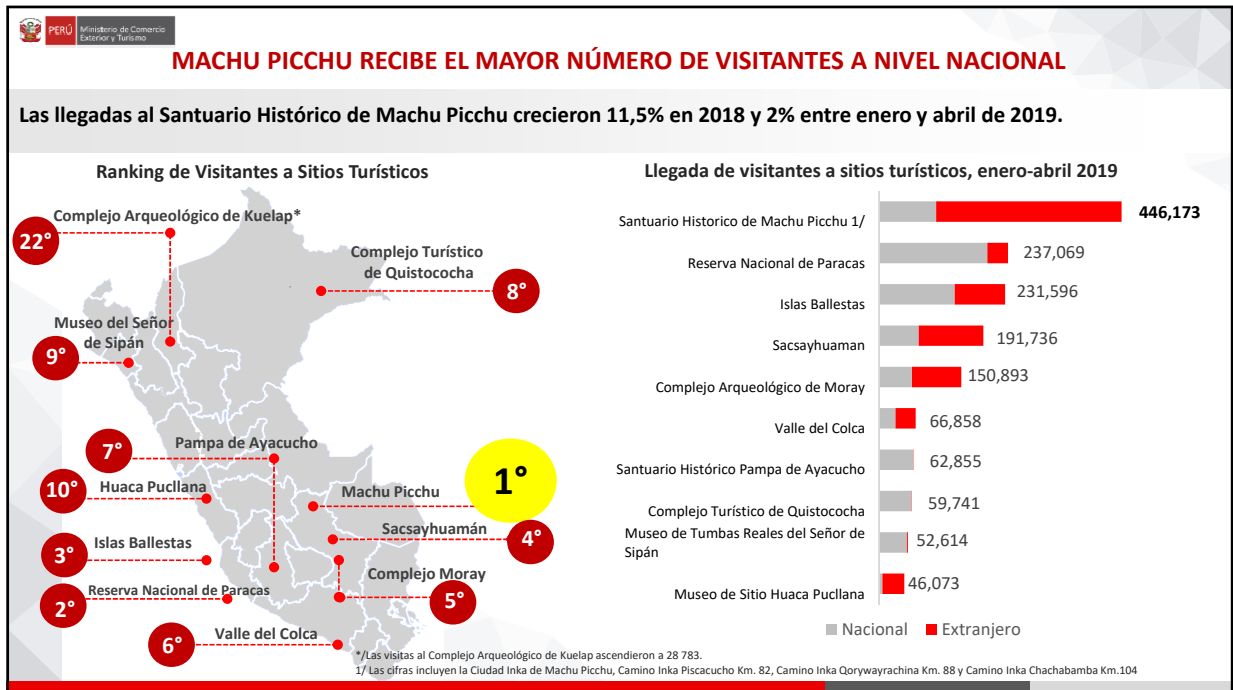 PERÚ
Ministerio de Comercio
Exterior y Turismo
MACHU PICCHU RECIBE EL MAYOR NÚMERO DE VISITANTES A NIVEL NACIONAL
Las llegadas al Santuario Histórico de Machu Picchu crecieron 11,5% en 2018 y 2% entre enero y abril de 2019.
Ranking de Visitantes a Sitios Turísticos
Complejo Arqueológico de Kuelap*
22°
Complejo Turístico
de Quistococha
8°
Museo del Señor
de Sipán
9°
Pampa de Ayacucho
7°
Huaca Pucllana
10°
Machu Picchu
1°
Sacsayhuamán
4°
Islas Ballestas
3°
Complejo Moray
5°
Reserva Nacional de Paracas
2°
Valle del Colca
6°
Llegada de visitantes a sitios turísticos, enero-abril 2019
Santuario Historico de Machu Picchu 1/
446,173
Reserva Nacional de Paracas
237,069
Islas Ballestas
231,596
Sacsayhuaman
191,736
Complejo Arqueológico de Moray
150,893
Valle del Colca
66,858
Santuario Histórico Pampa de Ayacucho
62,855
Complejo Turístico de Quistococha
59,741
Museo de Tumbas Reales del Señor de
Sipán
52,614
Museo de Sitio Huaca Pucllana
46,073
Nacional
Extranjero
*/Las visitas al Complejo Arqueológico de Kuelap ascendieron a 28 783.
1/ Las cifras incluyen la Ciudad Inka de Machu Picchu, Camino Inka Piscacucho Km. 82, Camino Inka Qorywayrachina Km. 88 y Camino Inka Chachabamba Km.104